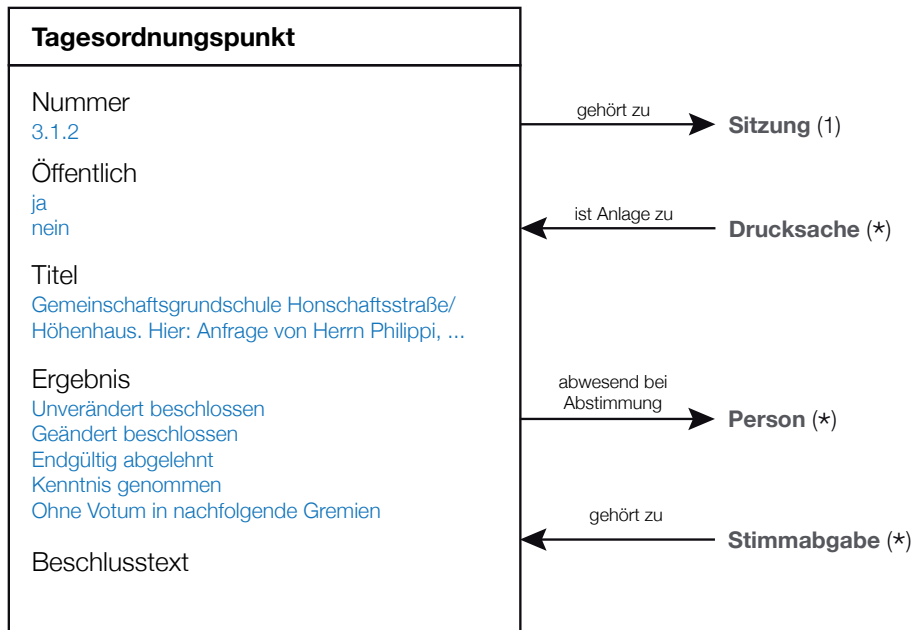 Tagesordnungspunkt
Nummer
3.1.2
Öffentlich
ja
nein
Titel
Gemeinschaftsgrundschule Honschaftsstraße/
Höhenhaus. Hier: Anfrage von Herrn Philippi, ...
Ergebnis
Unverändert beschlossen
Geändert beschlossen
Endgültig abgelehnt
Kenntnis genommen
Ohne Votum in nachfolgende Gremien
Beschlusstext
gehört zu
Sitzung (1)
ist Anlage zu
Drucksache (*)
abwesend bei
Abstimmung
Person (*)
gehört zu
Stimmabgabe (*)